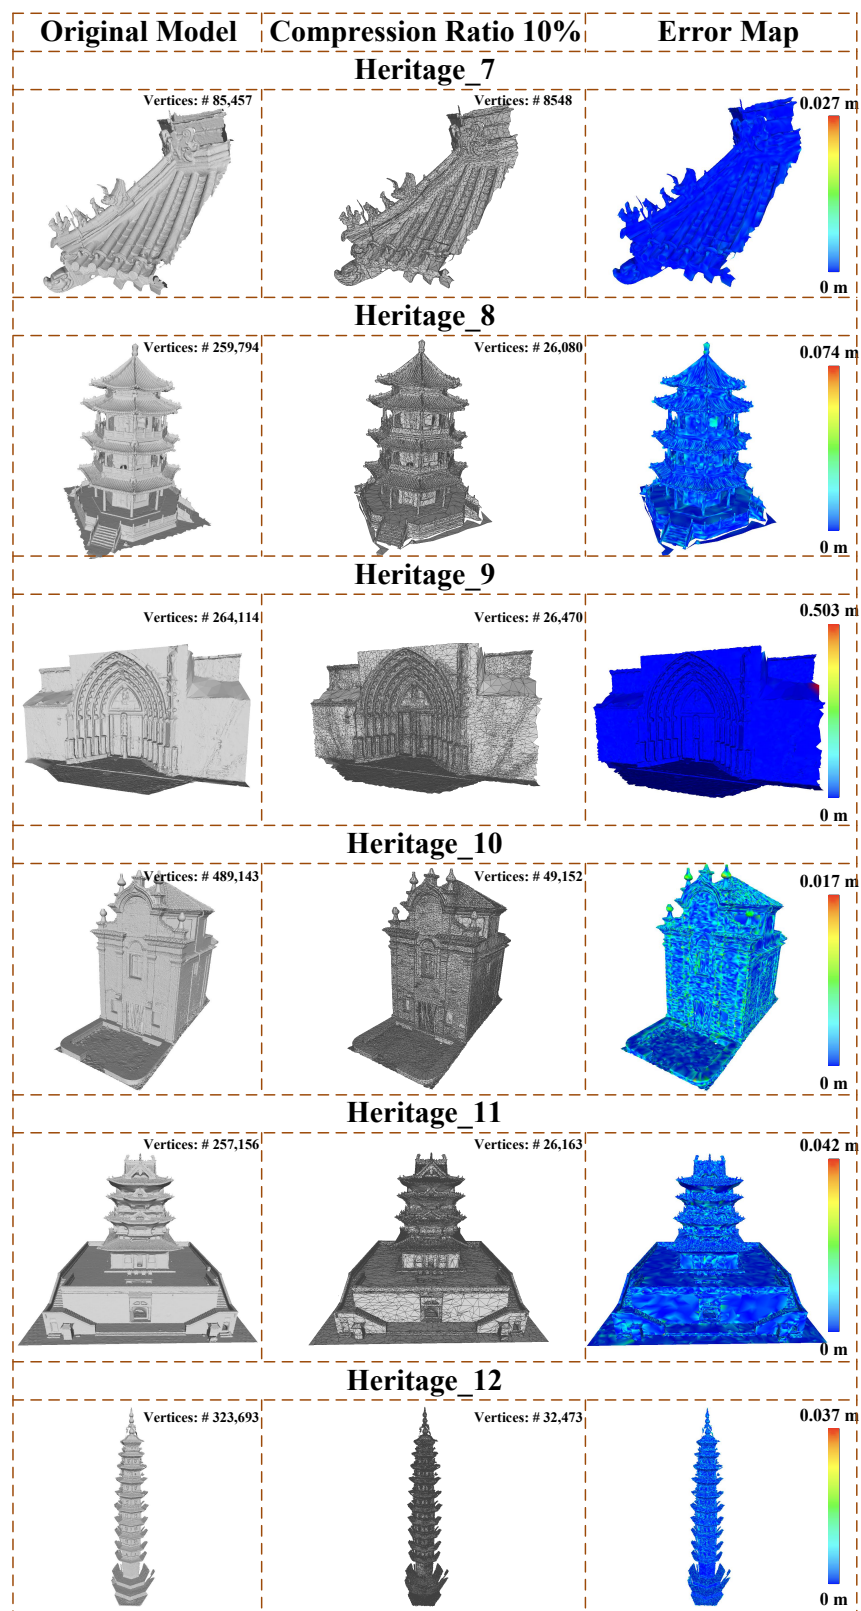 Original Model Compression Ratio 10% Error Map
Heritage_7
Vertices: # 85,457 Vertices: # 8548 0.027 m
0 m
Heritage_8
Vertices: # 259,794 Vertices: # 26,080 0.074 m
0 m
Heritage_9
Vertices: # 264,114 Vertices: # 26,470 0.503 m
0 m
Heritage_10
Vertices: # 489,143 Vertices: # 49,152 0.017 m
0 m
Heritage_11
Vertices: # 257,156 Vertices: # 26,163 0.042 m
0 m
Heritage_12
Vertices: # 323,693 Vertices: # 32,473 0.037 m
0 m